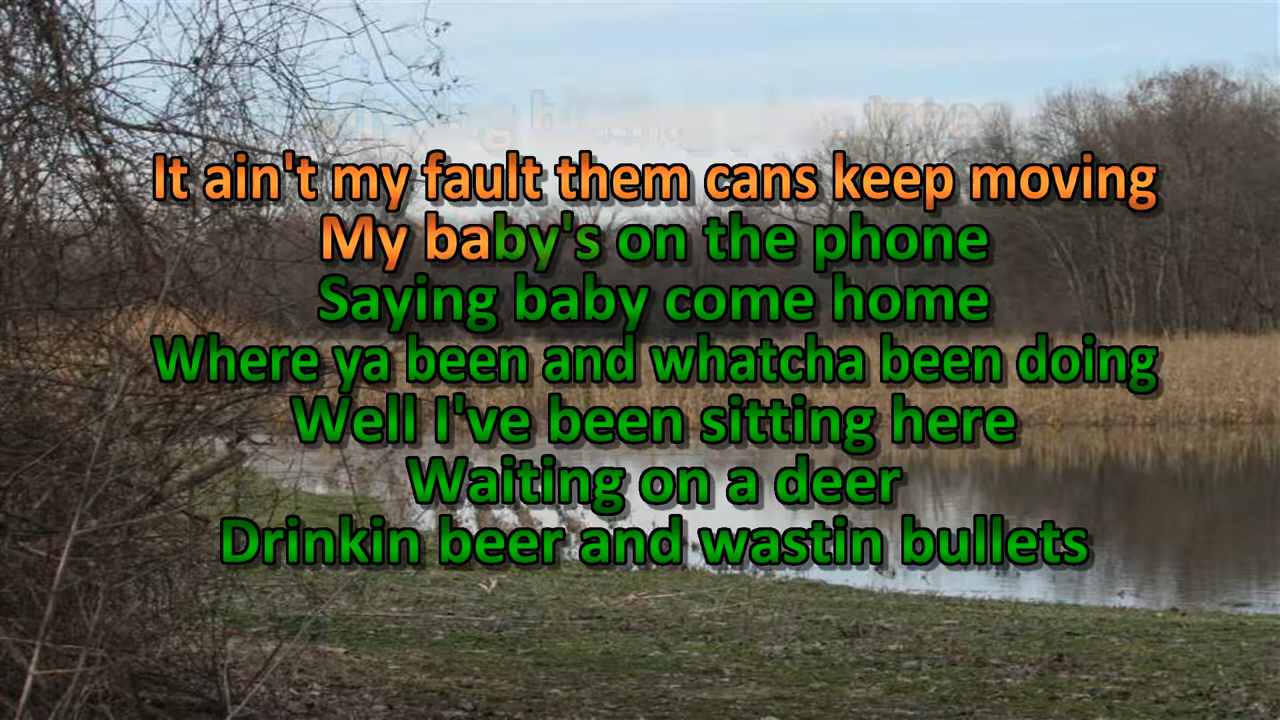 It ain't my fault them cans keep moving
My baby's on the phone
Saying baby come home
Where ya been and whatcha been doing
Well I've been sitting here
Waiting on a deer
Drinkin beer and wastin bullets